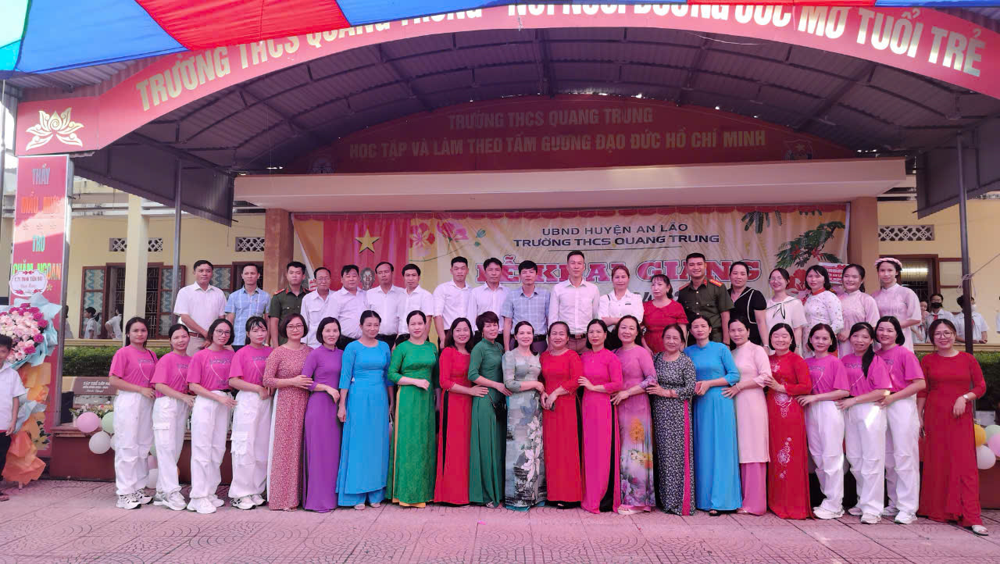 TRƯỜNG THCS QUANG TRUNG - NƠI NUÔI DƯỠNG ƯỚC MƠ TUỔI TRẺ
TRƯỜNG THCS QUANG TRUNG
HỌC TẬP VÀ LÀM THEO TẤM GƯƠNG ĐẠO ĐỨC HỒ CHÍ MINH
UBND HUYỆN AN LÃO
TRƯỜNG THCS QUANG TRUNG
LỄ KHAI GIẢNG
THẦY
MẪU MỰC
TRÒ
CHĂM NGOAN